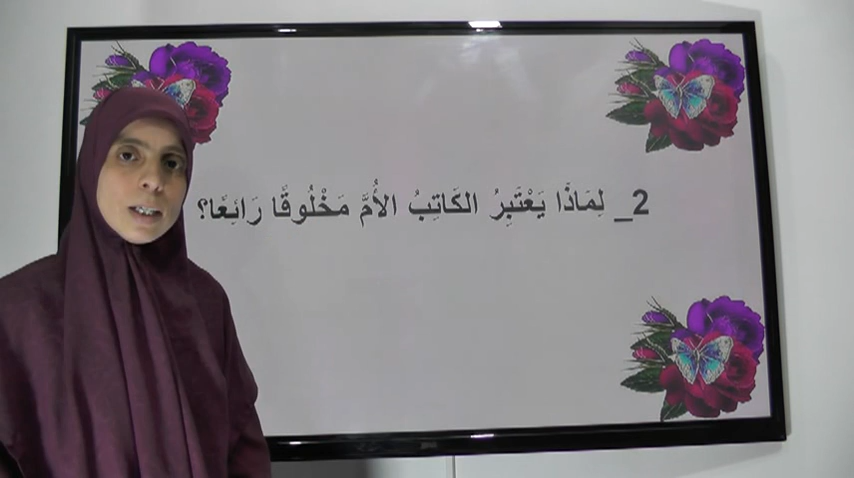 2_ لِمَاذَا يَعْتَبِرُ الكَاتِبُ الأُمَّ مَخْلُوقًا رَائِعًا؟